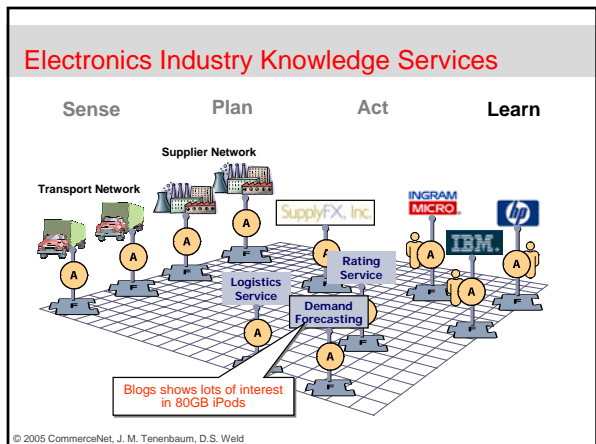 Electronics Industry Knowledge Services
Sense Plan Act Learn
Supplier Network
Transport Network
SupplyFX, Inc.
INGRAM
MICRO.
hp
IBM.
A
A
A
A
A
A
A
A
Rating
Service
Logistics
Service
Demand
Forecasting
A
A
F
F
F
F
F
F
F
F
F
F
F
Blogs shows lots of interest
in 80GB iPods
© 2005 CommerceNet, J. M. Tenenbaum, D.S. Weld